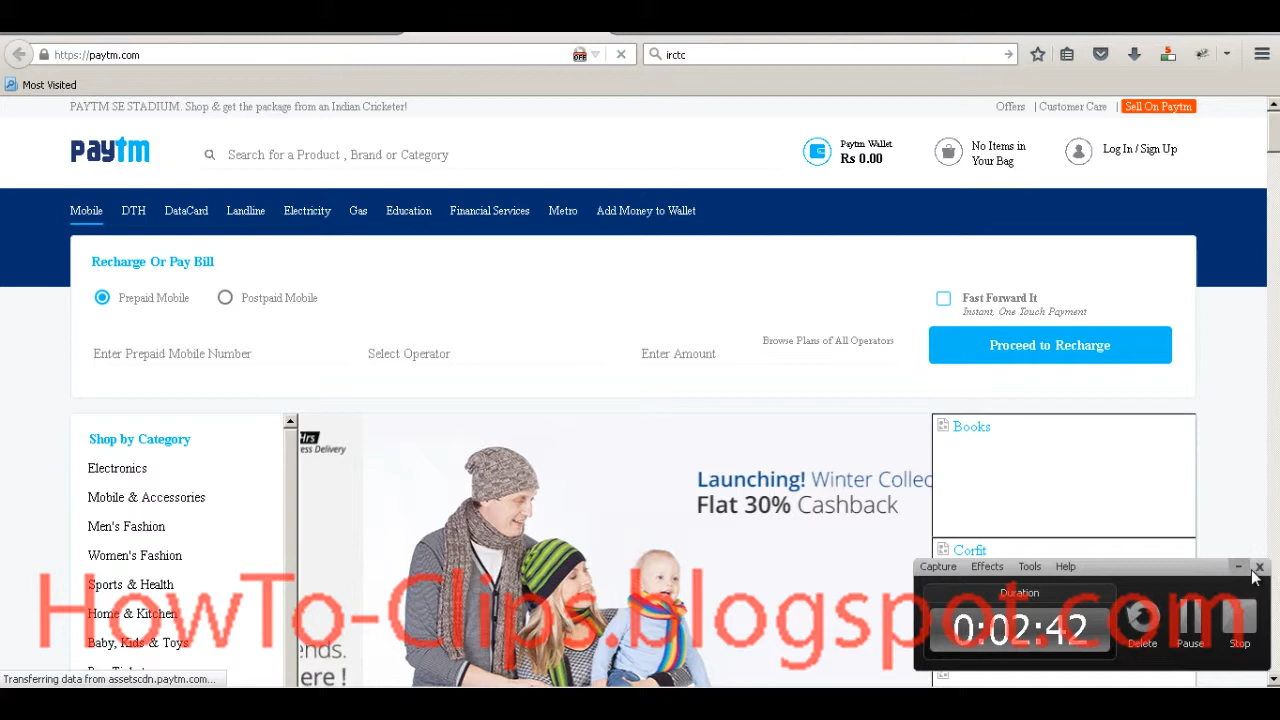 https://paytm.com
OFF
irctc
S
Most Visited
PAYTM SE STADIUM. Shop & get the package from an Indian Cricketer!
Offers | Customer Care | Sell On Paytm
paytm
Search for a Product , Brand or Category
Paytm Wallet
Rs 0.00
No Items in
Your Bag
Log In / Sign Up
Mobile DTH DataCard Landline Electricity Gas Education Financial Services Metro Add Money to Wallet
Recharge Or Pay Bill
Prepaid Mobile Postpaid Mobile
Fast Forward It
Instant, One Touch Payment
Enter Prepaid Mobile Number
Select Operator
Enter Amount
Browse Plans of All Operators
Proceed to Recharge
Shop by Category
Electronics
Mobile & Accessories
Men's Fashion
Women's Fashion
Sports & Health
Home & Kitchen
Baby, Kids & Toys
Hrs
ess Delivery
Launching! Winter Collec
Flat 30% Cashback
nds.
ere !
Books
Corfit
Capture Effects Tools Help
Duration
0:02:42
Delete Pause Stop
HowTo-Clips.blogspot.com
Transferring data from assetscdn.paytm.com...